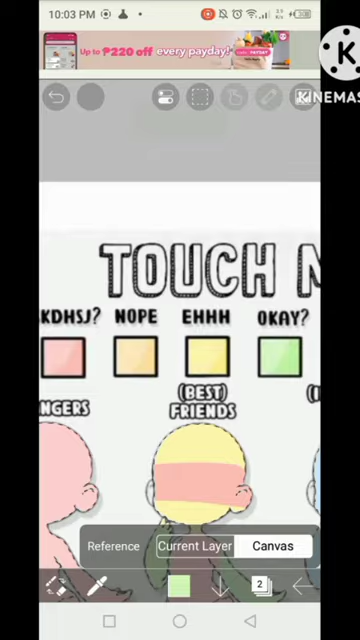 10:03 PM
Up to ₱220 off every payday!
K
KINEMAS
TOUCH M
KDHSJ? NOPE EHHH OKAY?
NGERS
(BEST)
FRIENDS
(
Reference Current Layer Canvas
2